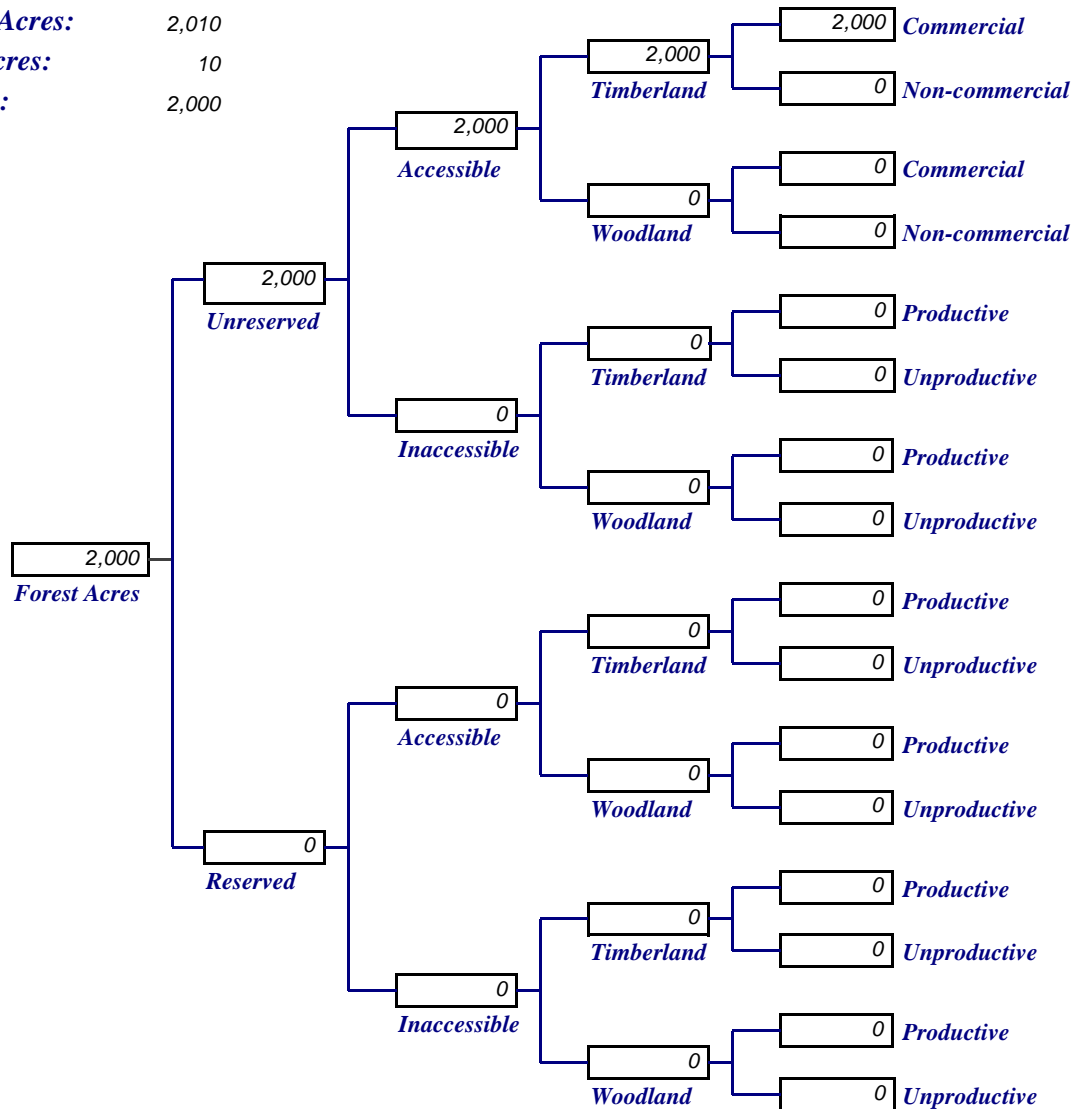 Acres: 2,010
cres: 10
: 2,000
2,000 Commercial
2,000
Timberland
0 Non-commercial
2,000
Accessible
0 Commercial
0
Woodland
0 Non-commercial
2,000
Unreserved
0 Productive
0
Timberland
0 Unproductive
0
Inaccessible
0 Productive
0
Woodland
0 Unproductive
2,000
Forest Acres
0 Productive
0
Timberland
0 Unproductive
0
Accessible
0 Productive
0
Woodland
0 Unproductive
0
Reserved
0 Productive
0
Timberland
0 Unproductive
0
Inaccessible
0 Productive
0
Woodland
0 Unproductive